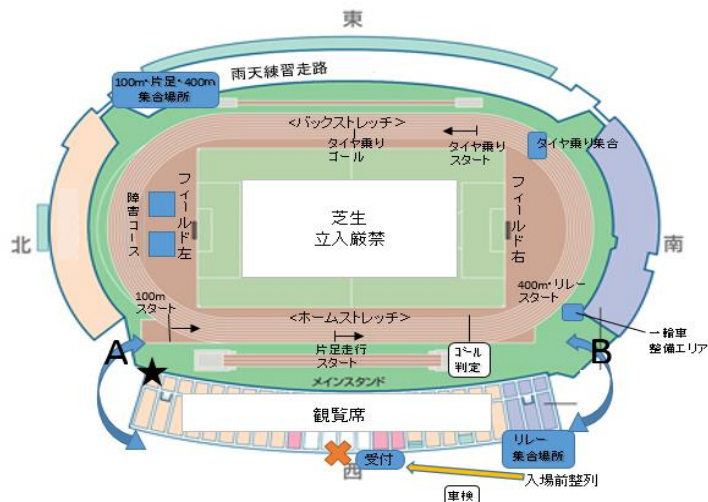 東
雨天練習走路
100m・片足・400m
集合場所
<バックストレッチ>
タイヤ乗り
ゴール
タイヤ乗り
スタート
タイヤ乗り集合
障害コース
フィールド左
芝生
立入厳禁
フィールド右
北
南
100m
スタート
400m・リレー
スタート
<ホームストレッチ>
片足走行
スタート
ゴール
判定
一輪車
整備エリア
A
B
メインスタンド
観覧席
リレー
集合場所
受付
西
入場前整列
車検